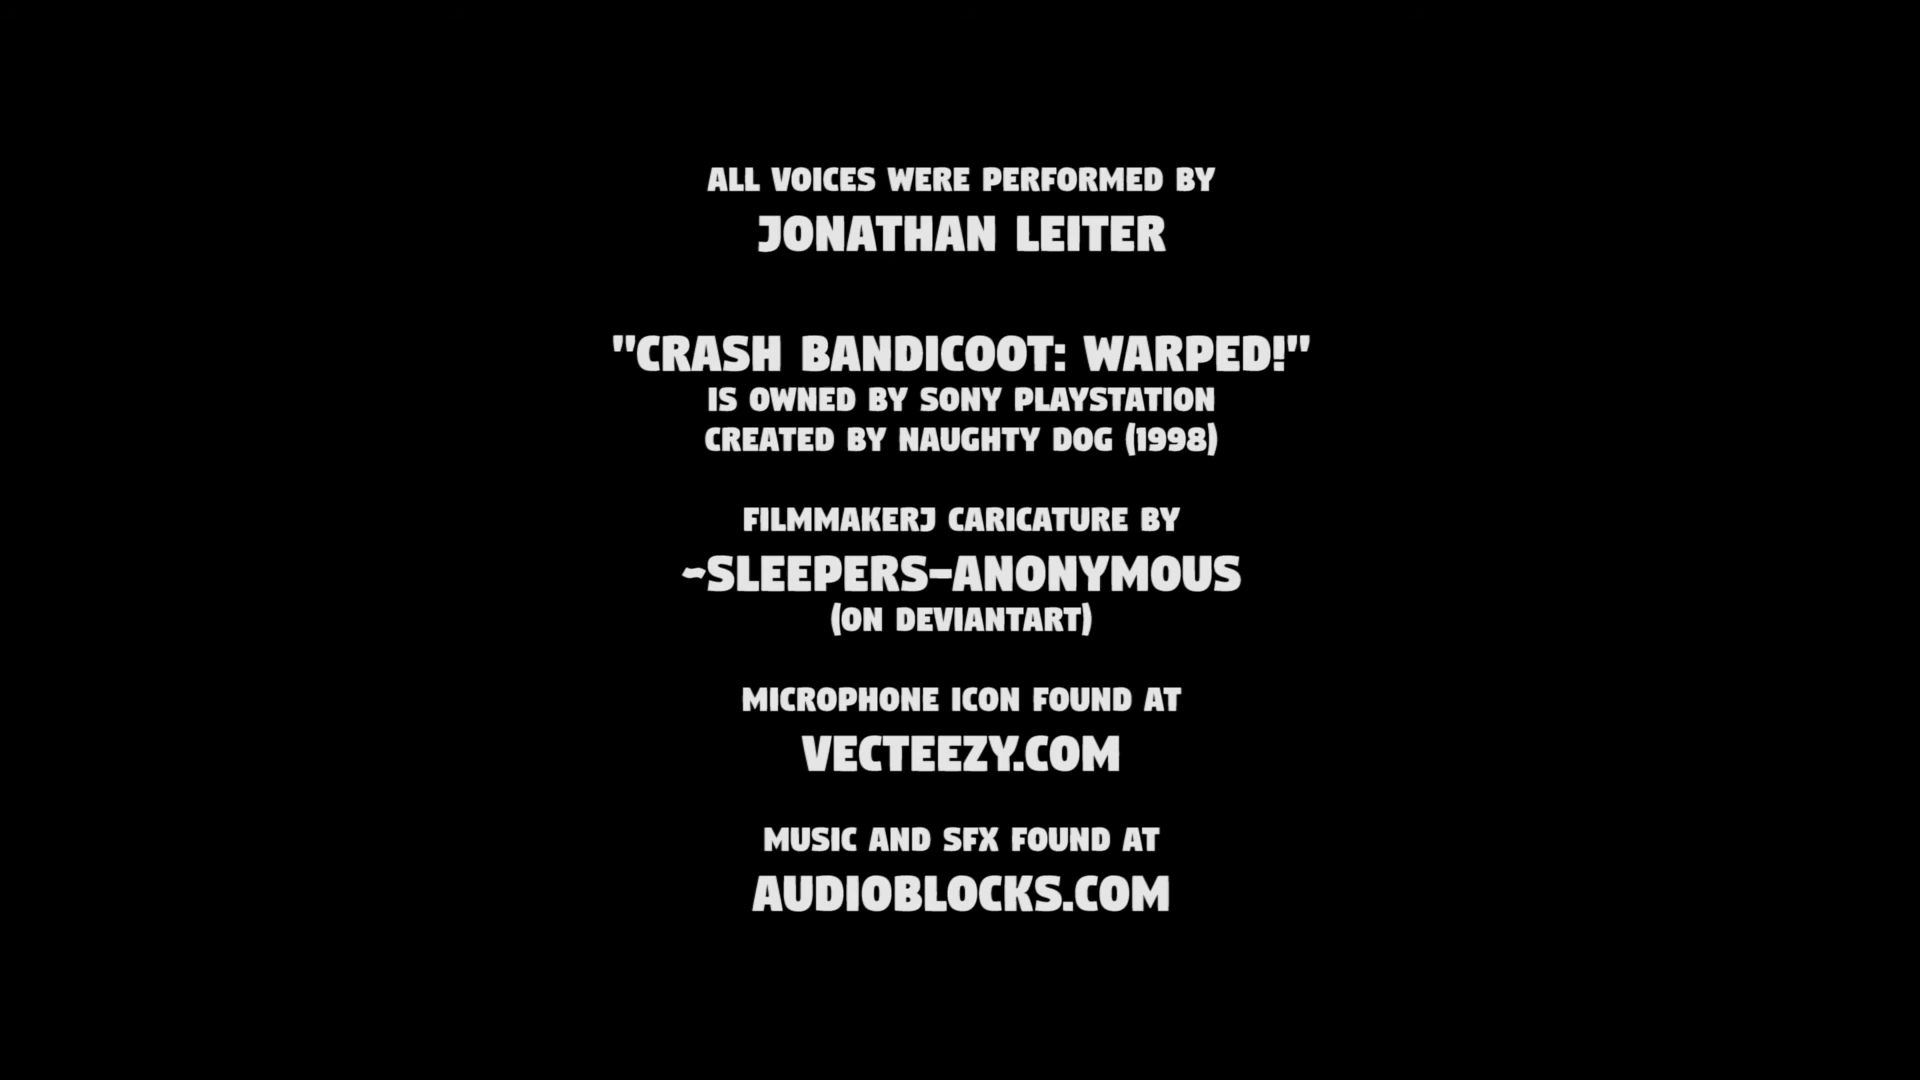 ALL VOICES WERE PERFORMED BY
JONATHAN LEITER
"CRASH BANDICOOT: WARPED!"
IS OWNED BY SONY PLAYSTATION
CREATED BY NAUGHTY DOG (1998)
FILMMAKERJ CARICATURE BY
~SLEEPERS-ANONYMOUS
(ON DEVIANTART)
MICROPHONE ICON FOUND AT
VECTEEZY.COM
MUSIC AND SFX FOUND AT
AUDIOBLOCKS.COM